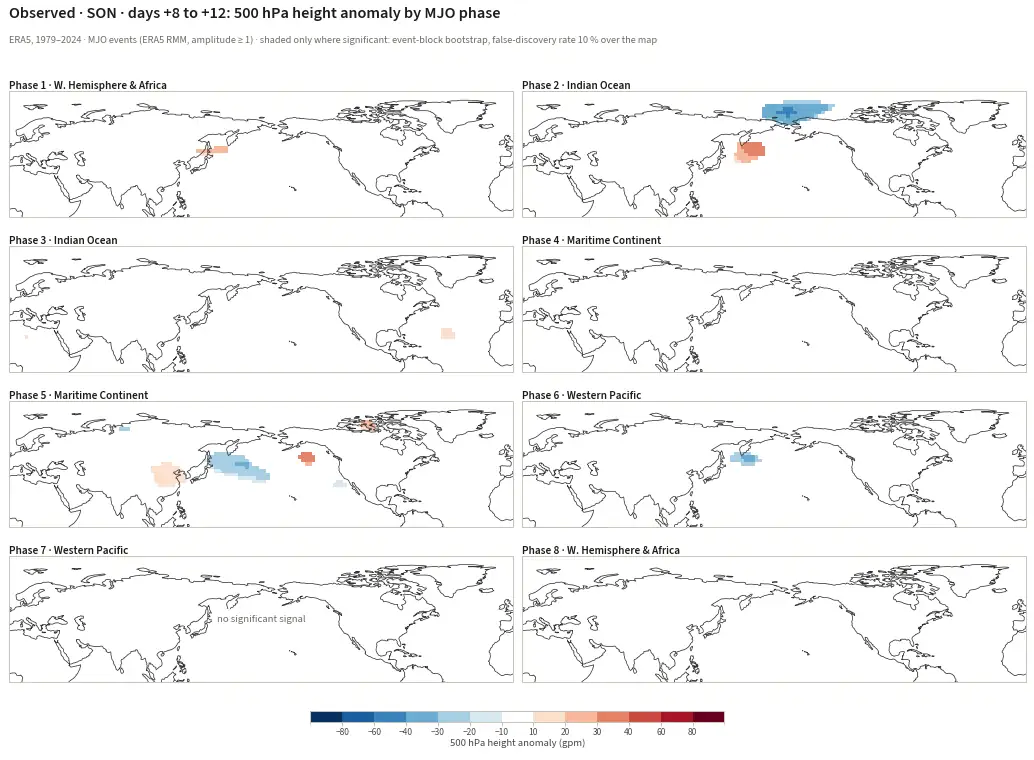 Observed · SON · days +8 to +12: 500 hPa height anomaly by MJO phase
ERA5, 1979–2024 · MJO events (ERA5 RMM, amplitude ≥ 1) · shaded only where significant: event-block bootstrap, false-discovery rate 10 % over the map
Phase 1 · W. Hemisphere & Africa
Phase 2 · Indian Ocean
Phase 3 · Indian Ocean
Phase 4 · Maritime Continent
Phase 5 · Maritime Continent
Phase 6 · Western Pacific
Phase 7 · Western Pacific
Phase 8 · W. Hemisphere & Africa
no significant signal
−80 −60 −40 −30 −20 −10 10 20 30 40 60 80
500 hPa height anomaly (gpm)